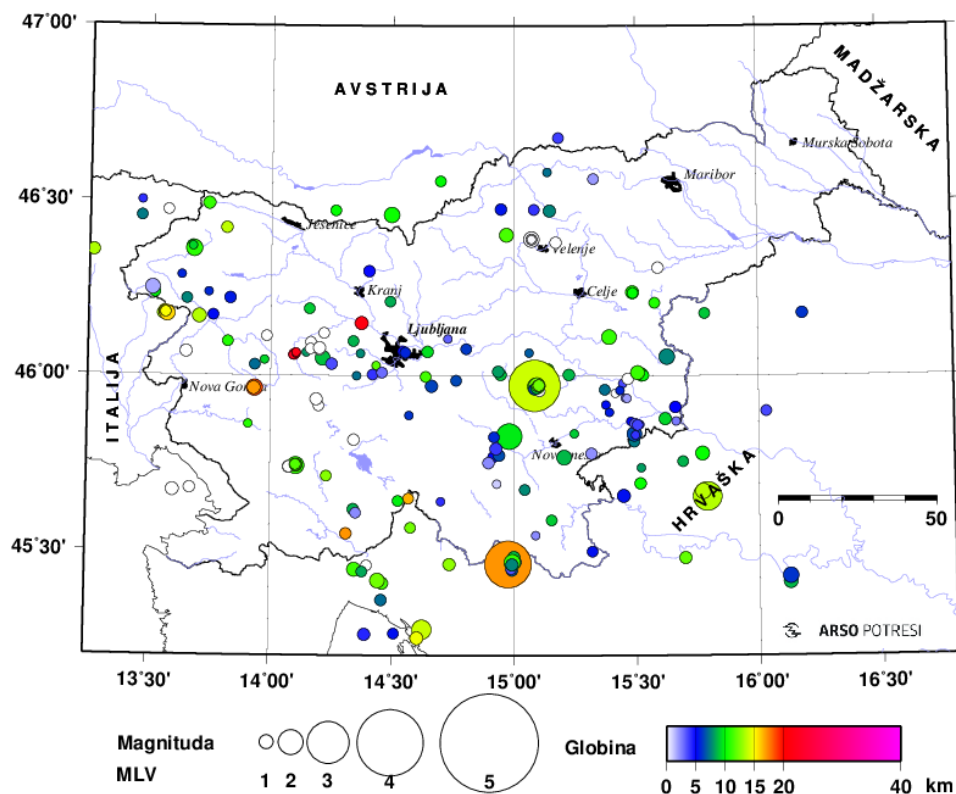 47°00'
46°30'
46°00'
45°30'
AVSTRIJA
MADŽARSKA
Murska Sobota
Maribor
Jesenice
Velenje
Kranj
Celje
Ljubljana
ITALIJA
Nova Gorica
Novo mesto
HRVAŠKA
0 50
ARSO POTRESI
13°30' 14°00' 14°30' 15°00' 15°30' 16°00' 16°30'
Magnituda
MLV
1 2 3 4 5
Globina
0 5 10 15 20 40 km